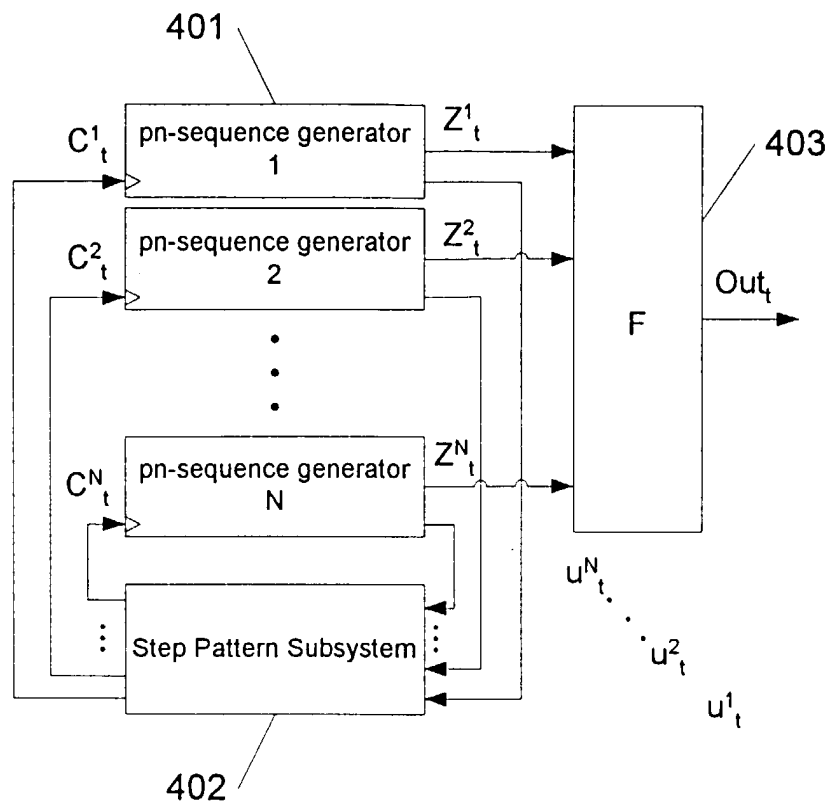 401
C¹ₜ
pn-sequence generator
1
Z¹ₜ
403
C²ₜ
pn-sequence generator
2
Z²ₜ
Outₜ
F
Cᴺₜ
pn-sequence generator
N
Zᴺₜ
uᴺₜ
Step Pattern Subsystem
u²ₜ
u¹ₜ
402